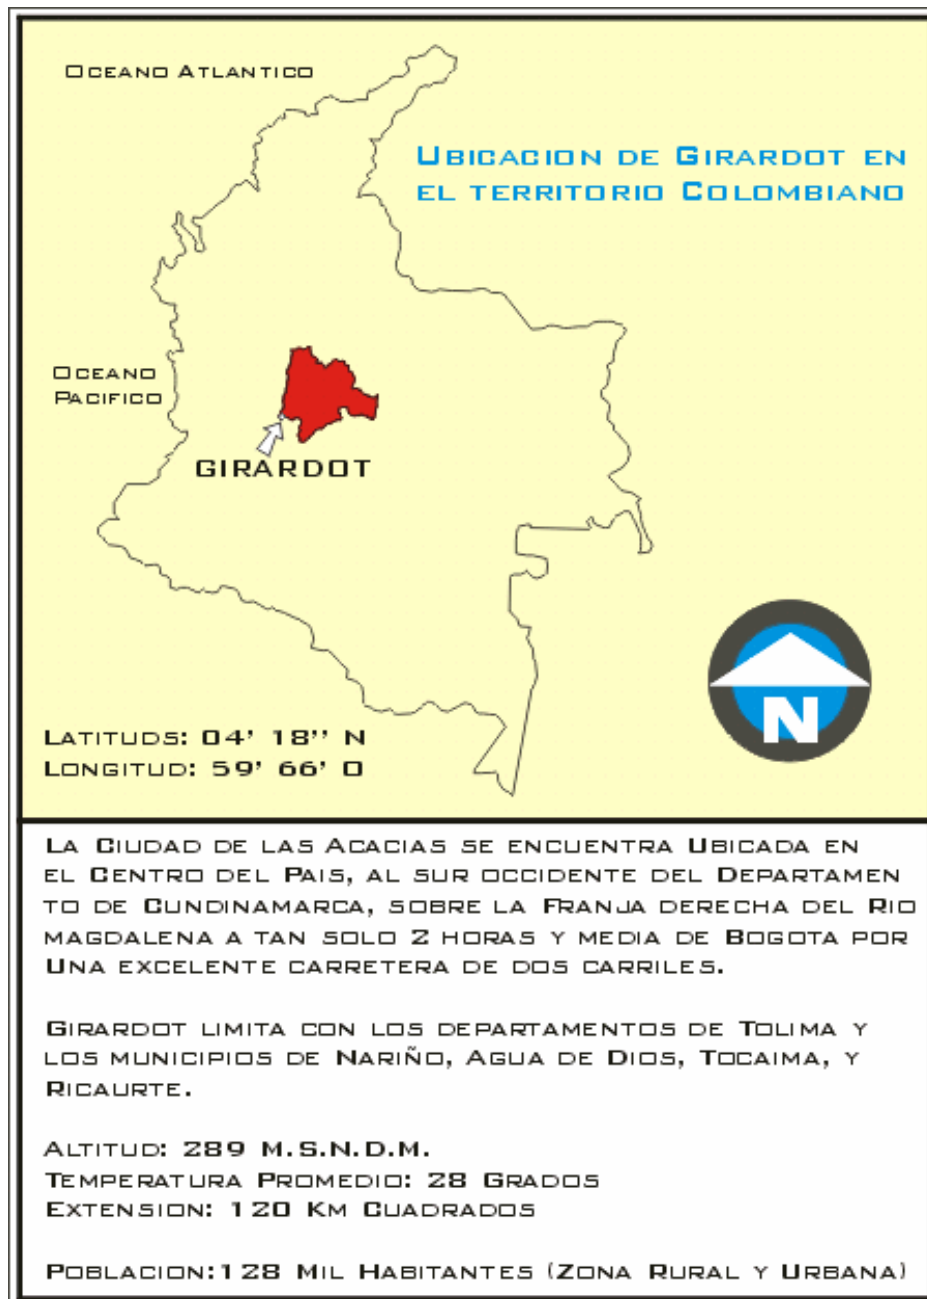 OCEANO ATLANTICO
UBICACION DE GIRARDOT EN
EL TERRITORIO COLOMBIANO
OCEANO
PACIFICO
GIRARDOT
N
LATITUDS: 04' 18'' N
LONGITUD: 59' 66' O
LA CIUDAD DE LAS ACACIAS SE ENCUENTRA UBICADA EN
EL CENTRO DEL PAIS, AL SUR OCCIDENTE DEL DEPARTAMEN
TO DE CUNDINAMARCA, SOBRE LA FRANJA DERECHA DEL RIO
MAGDALENA A TAN SOLO 2 HORAS Y MEDIA DE BOGOTA POR
UNA EXCELENTE CARRETERA DE DOS CARRILES.
GIRARDOT LIMITA CON LOS DEPARTAMENTOS DE TOLIMA Y
LOS MUNICIPIOS DE NARIÑO, AGUA DE DIOS, TOCAIMA, Y
RICAURTE.
ALTITUD: 289 M.S.N.D.M.
TEMPERATURA PROMEDIO: 28 GRADOS
EXTENSION: 120 KM CUADRADOS
POBLACION:128 MIL HABITANTES (ZONA RURAL Y URBANA)